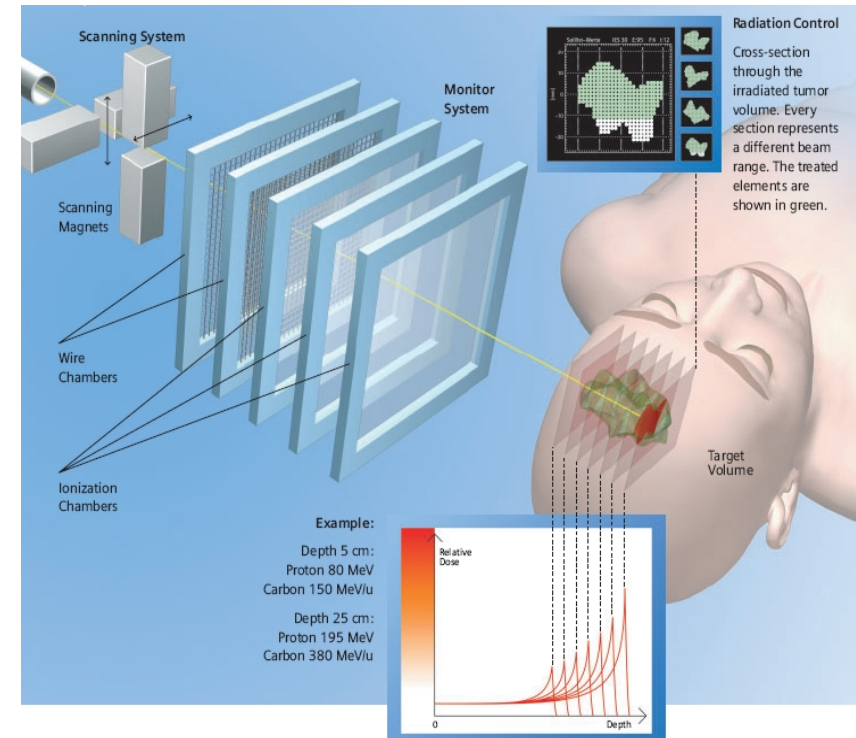 Scanning System
Scanning
Magnets
Monitor
System
Wire
Chambers
Ionization
Chambers
Radiation Control
Cross-section
through the
irradiated tumor
volume. Every
section represents
a different beam
range. The treated
elements are
shown in green.
Target
Volume
Example:
Depth 5 cm:
Proton 80 MeV
Carbon 150 MeV/u
Depth 25 cm:
Proton 195 MeV
Carbon 380 MeV/u
Relative
Dose
0
Depth